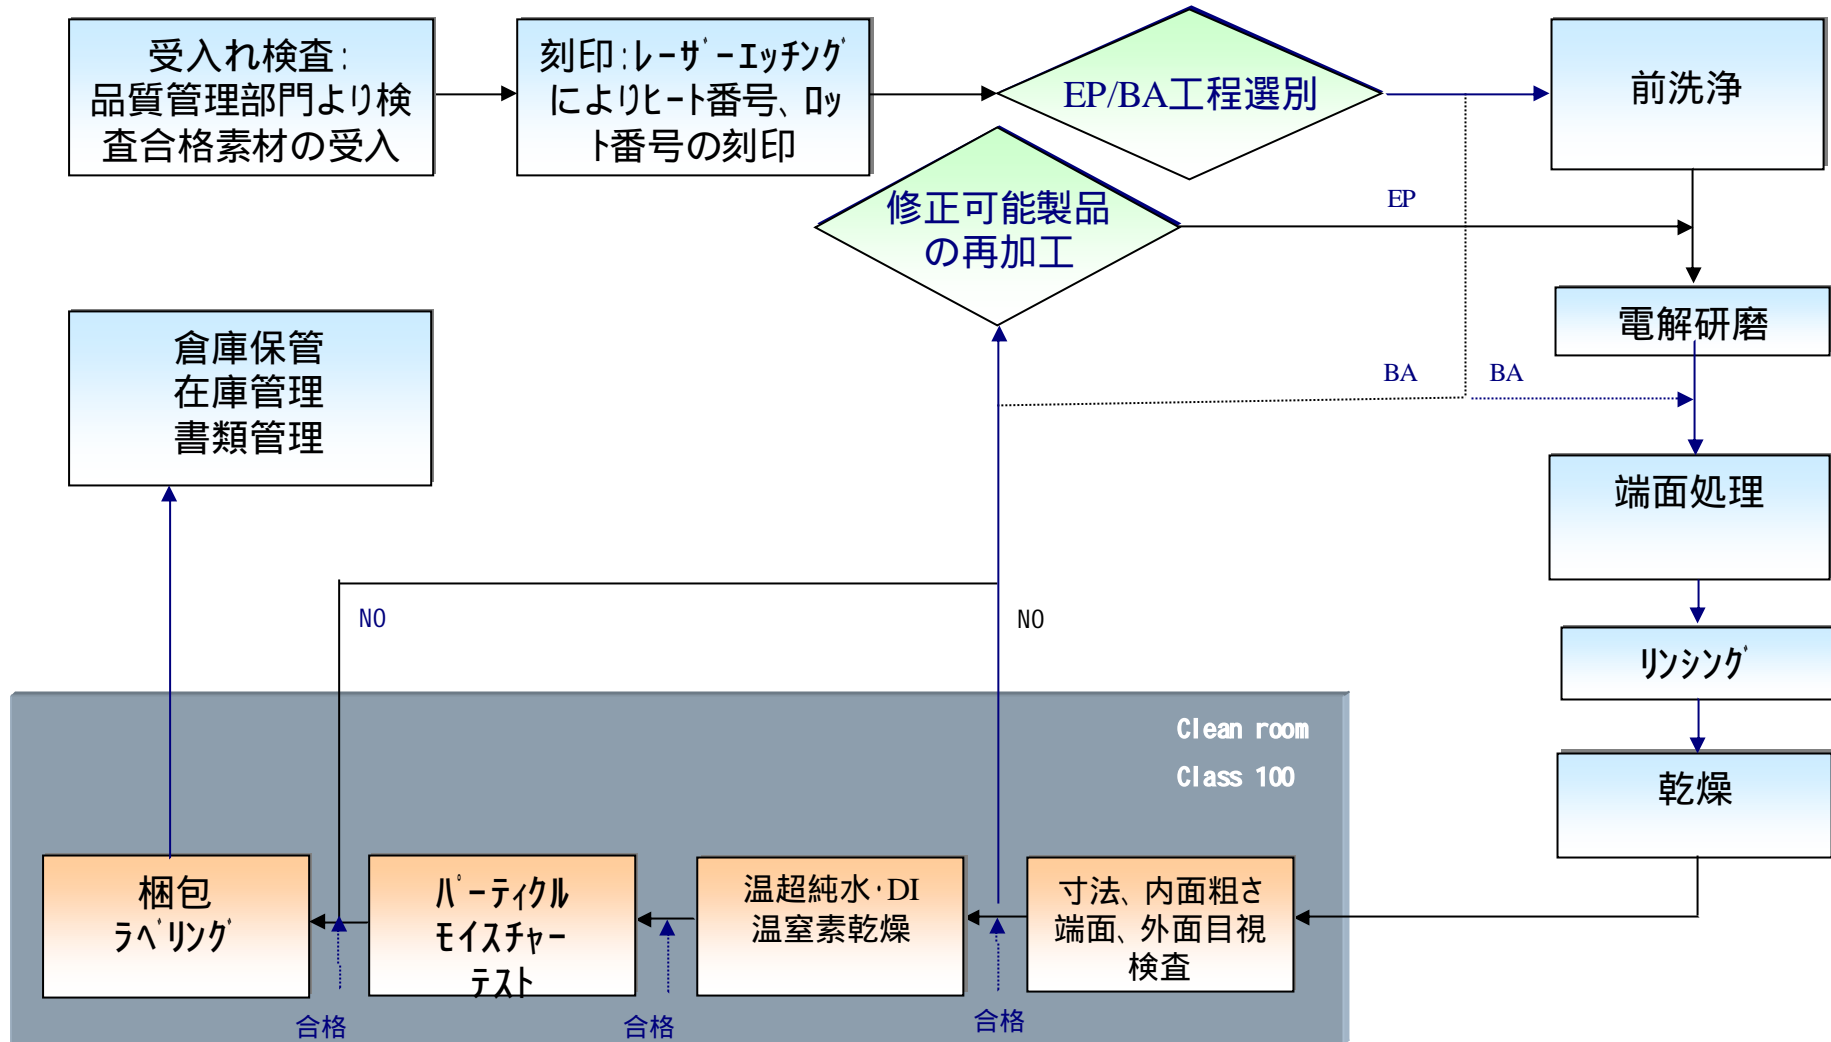 受入れ検査:
品質管理部門より検
査合格素材の受入
刻印:ﾚｰｻﾞｰｴｯﾁﾝｸﾞ
によりﾋｰﾄ番号、ﾛｯ
ﾄ番号の刻印
EP/BA工程選別
前洗浄
修正可能製品
の再加工
EP
電解研磨
倉庫保管
在庫管理
書類管理
BA
BA
端面処理
NO
NO
ﾘﾝｼﾝｸﾞ
Clean room
Class 100
乾燥
梱包
ﾗﾍﾞﾘﾝｸﾞ
ﾊﾟｰﾃｨｸﾙ
ﾓｲｽﾁｬｰ
ﾃｽﾄ
温超純水・DI
温窒素乾燥
寸法、内面粗さ
端面、外面目視
検査
合格
合格
合格